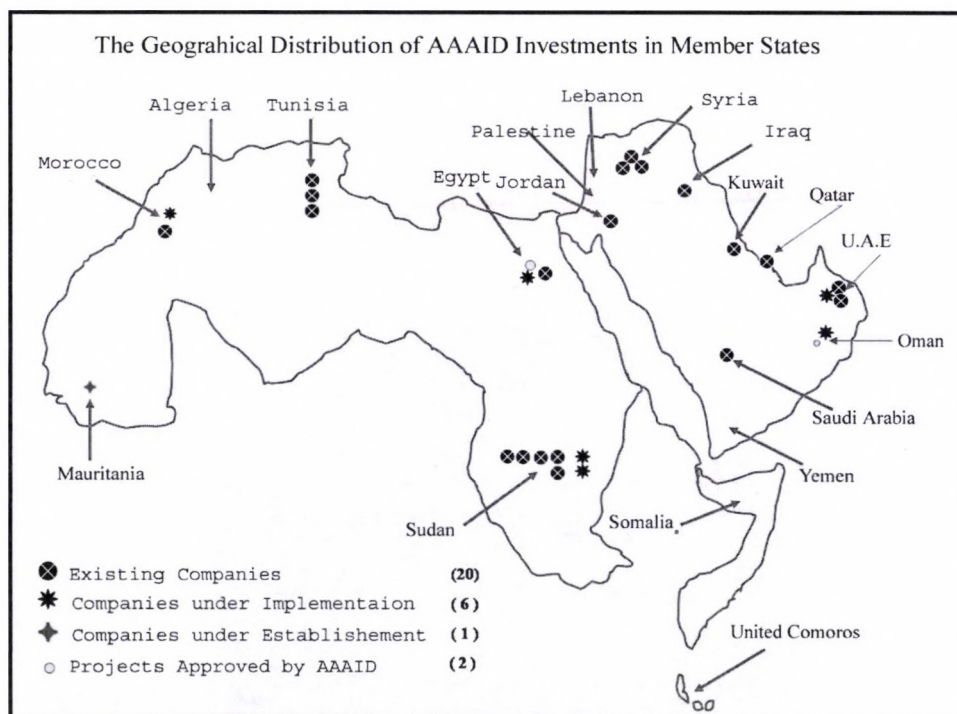 The Geograhical Distribution of AAAID Investments in Member States
Lebanon
Syria
Algeria
Tunisia
Palestine
Iraq
Morocco
Egypt
Jordan
Kuwait
Qatar
U.A.E
Oman
Saudi Arabia
Mauritania
Yemen
Sudan
Somalia
Existing Companies (20)
Companies under Implementaion (6)
Companies under Establishement (1)
Projects Approved by AAAID (2)
United Comoros